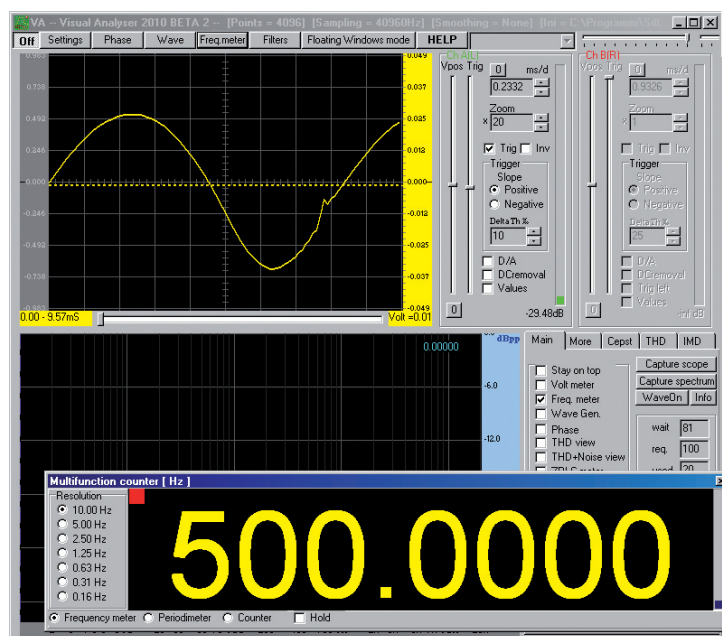 VA -- Visual Analyser 2010 BETA 2 -- [Points = 4096] [Sampling = 40960Hz] [Smoothing = None] [Ini = C:\Programmi\Soft
Off Settings Phase Wave Freq.meter Filters Floating Windows mode HELP
Ch A(L) Ch B(R)
0.983 0.049 Vpos Trig 0 ms/d Vpos Trig 0 ms/d
0.738 0.037 0.2332 0.9326
Zoom Zoom
0.492 0.025 x 20 x 1
0.246 0.012 Trig Inv Trig Inv
Trigger Trigger
Slope Slope
0.000 0.000 Positive Positive
-0.246 -0.012 Negative Negative
Delta Th % Delta Th %
-0.492 -0.025 10 25
D/A D/A
-0.738 -0.037 DCremoval DCremoval
Values Trig left
Values
-0.983 -0.049 0 -29.48dB 0 -inf dB
0.00 - 9.57mS Volt =0.01
0.00000 dBpp Main More Cepst THD IMD
-6.0
-12.0
Stay on top Capture scope
Volt meter Capture spectrum
Freq. meter WaveOn Info
Wave Gen.
Phase wait 81
THD view
THD+Noise view req. 100
used 20
Multifunction counter [ Hz ]
Resolution
10.00 Hz
5.00 Hz
2.50 Hz
1.25 Hz
0.63 Hz
0.31 Hz
0.16 Hz
500.0000
Frequency meter Periodimeter Counter Hold